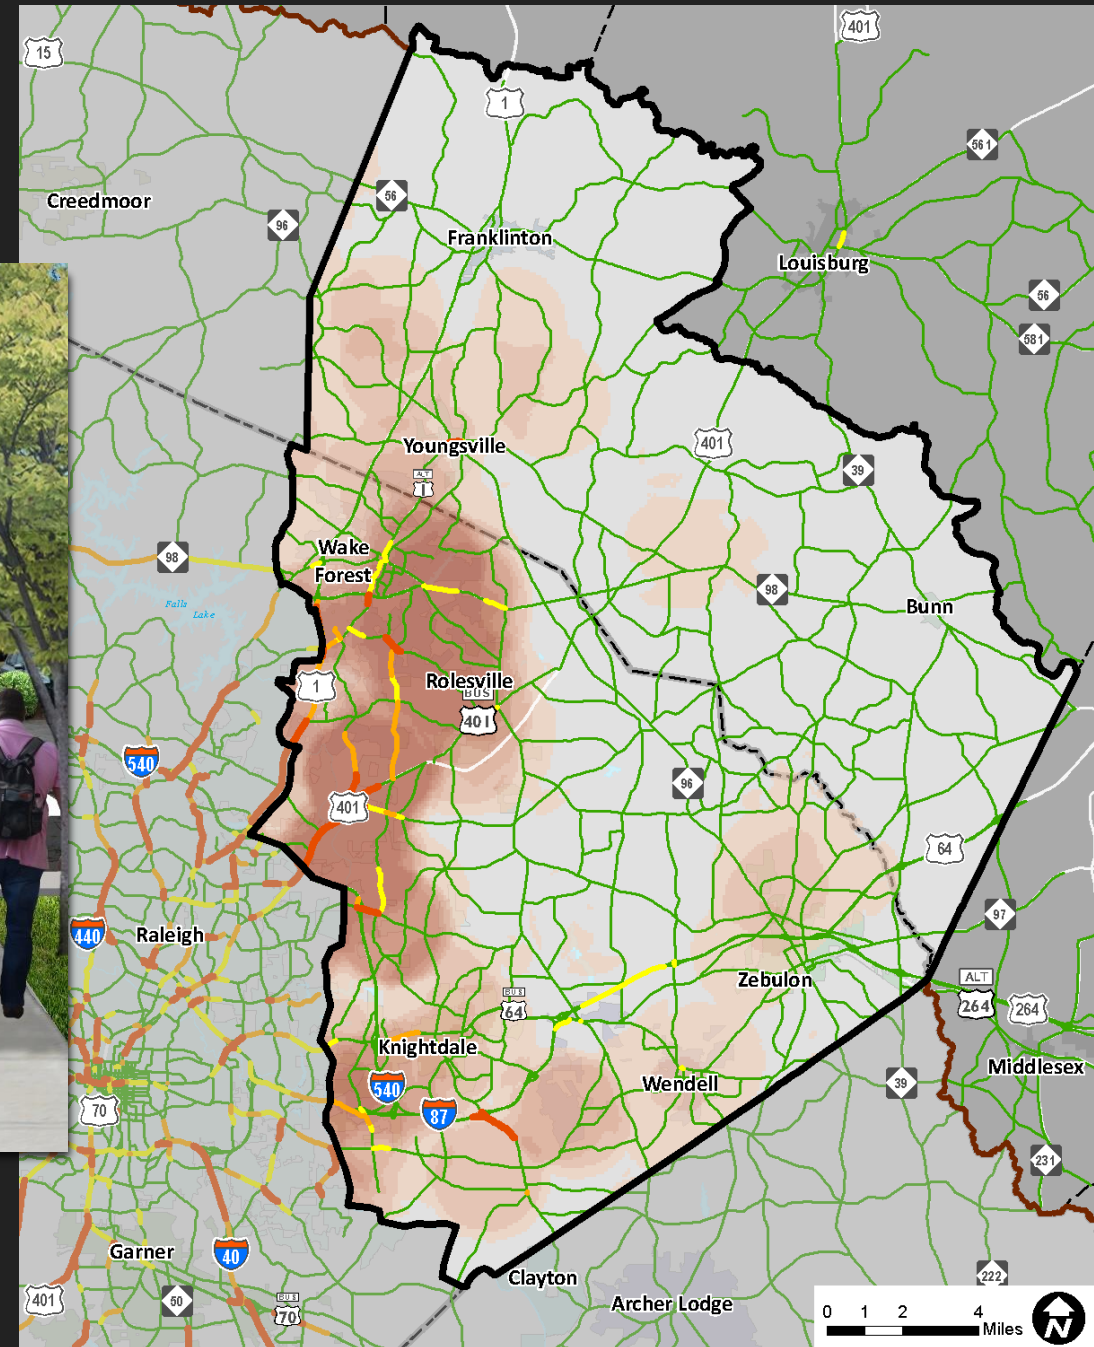 401
15
1
561
Creedmoor
56
96
Franklinton
Louisburg
56
581
Youngsville
401
39
ALT
1
Wake
Forest
98
98
Bunn
Falls
Lake
Rolesville
BUS
401
1
540
96
401
64
440
Raleigh
97
Zebulon
ALT
264
264
BUS
64
Knightdale
540
87
Wendell
39
Middlesex
70
231
Garner
40
Clayton
222
401
50
BUS
70
Archer Lodge
0 1 2 4
Miles
N